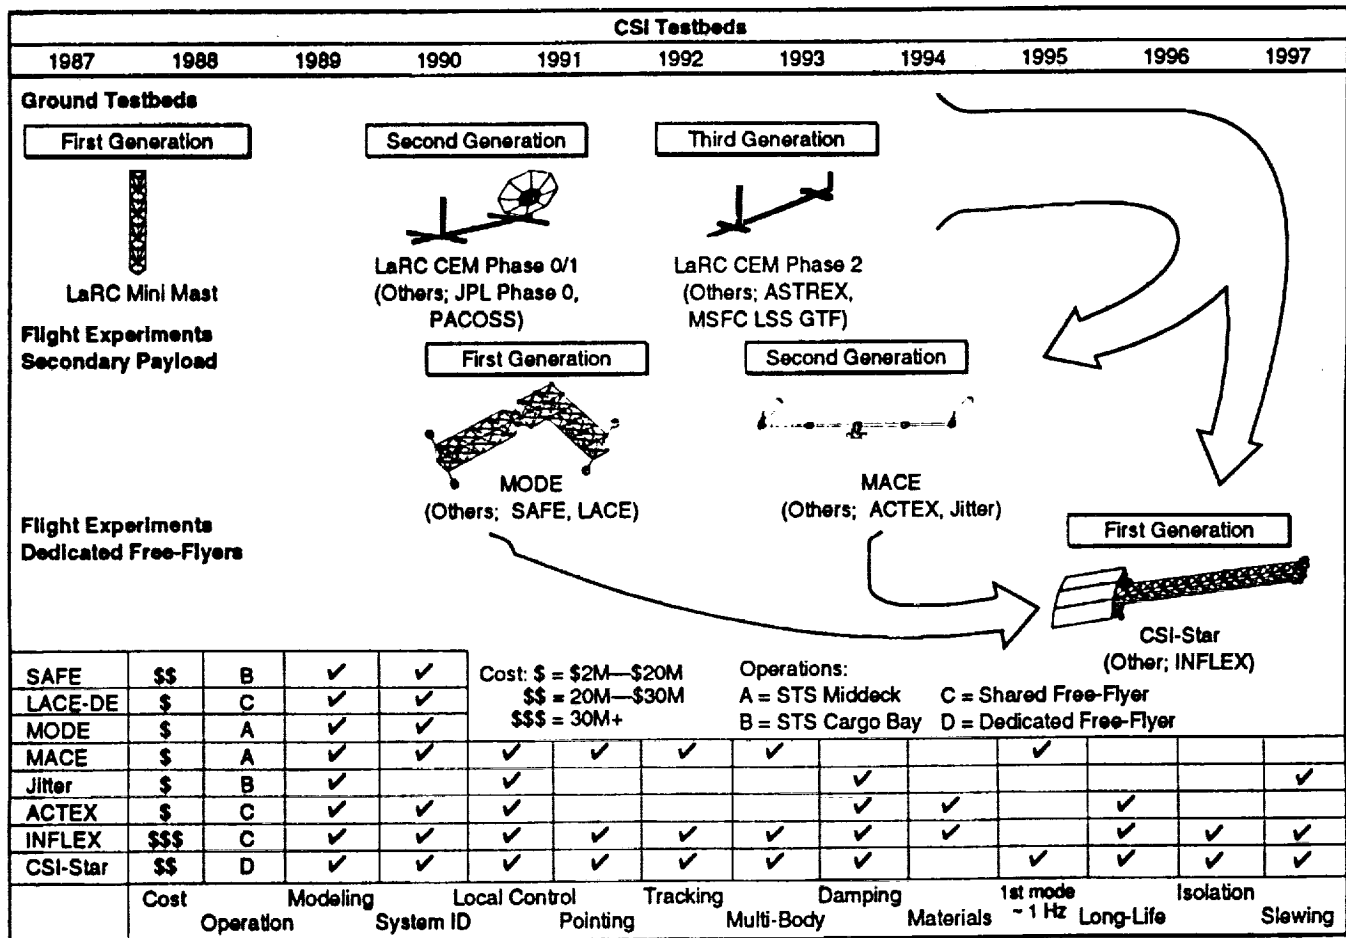 CSI Testbeds
1987 1988 1989 1990 1991 1992 1993 1994 1995 1996 1997
Ground Testbeds
First Generation Second Generation Third Generation
LaRC Mini Mast
LaRC CEM Phase 0/1
(Others; JPL Phase 0,
PACOSS)
LaRC CEM Phase 2
(Others; ASTREX,
MSFC LSS GTF)
Flight Experiments
Secondary Payload
First Generation Second Generation
MODE
(Others; SAFE, LACE)
MACE
(Others; ACTEX, Jitter)
Flight Experiments
Dedicated Free-Flyers
First Generation
CSI-Star
(Other; INFLEX)
Cost: $ = $2M—$20M
$$ = 20M—$30M
$$$ = 30M+
Operations:
A = STS Middeck C = Shared Free-Flyer
B = STS Cargo Bay D = Dedicated Free-Flyer
SAFE $$ B ✓ ✓
LACE-DE $ C ✓ ✓
MODE $ A ✓ ✓
MACE $ A ✓ ✓ ✓ ✓ ✓ ✓ ✓
Jitter $ B ✓ ✓ ✓ ✓
ACTEX $ C ✓ ✓ ✓ ✓ ✓ ✓
INFLEX $$$ C ✓ ✓ ✓ ✓ ✓ ✓ ✓ ✓ ✓ ✓ ✓
CSI-Star $$ D ✓ ✓ ✓ ✓ ✓ ✓ ✓ ✓ ✓ ✓ ✓
Cost Modeling Local Control Tracking Damping 1st mode Isolation
~ 1 Hz
Operation System ID Pointing Multi-Body Materials Long-Life Slewing